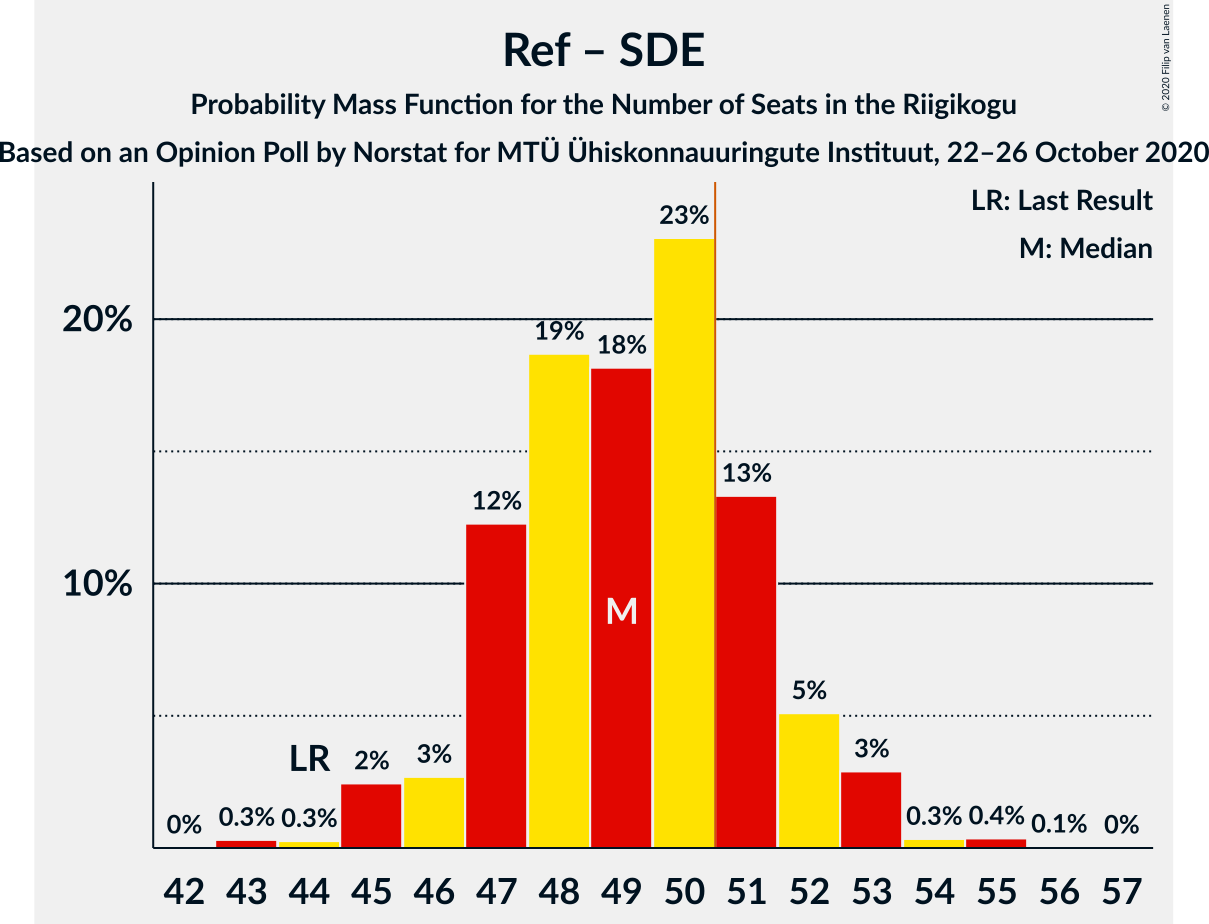 Ref – SDE
Probability Mass Function for the Number of Seats in the Riigikogu
Based on an Opinion Poll by Norstat for MTÜ Ühiskonnauuringute Instituut, 22–26 October 2020
© 2020 Filip van Laenen
LR: Last Result
M: Median
20%
10%
0% 0.3% 0.3% 2% 3% 12% 19% 18% 23% 13% 5% 3% 0.3% 0.4% 0.1% 0%
LR
M
42 43 44 45 46 47 48 49 50 51 52 53 54 55 56 57